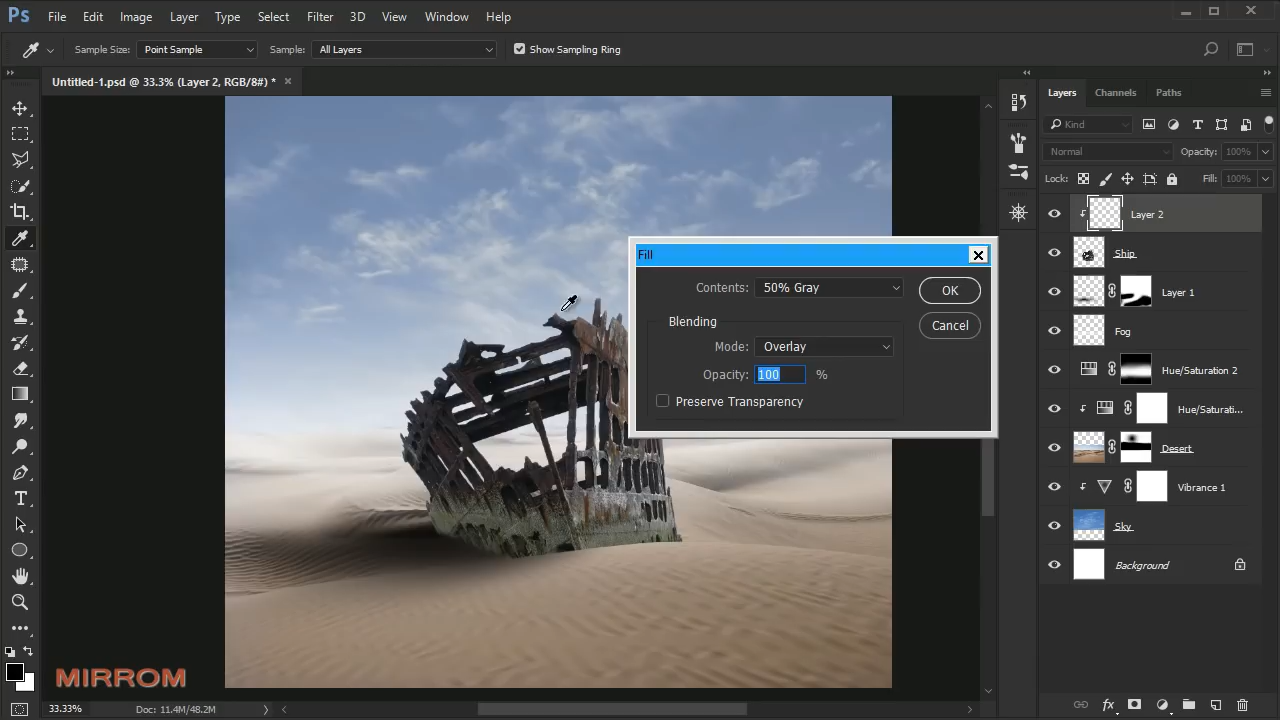 Ps File Edit Image Layer Type Select Filter 3D View Window Help
Sample Size: Point Sample Sample: All Layers Show Sampling Ring
Untitled-1.psd @ 33.3% (Layer 2, RGB/8#) * ×
Layers Channels Paths
Kind
Normal Opacity: 100%
Lock: Fill: 100%
Layer 2
Ship
Layer 1
Fog
Hue/Saturation 2
Hue/Saturati...
Desert
Vibrance 1
Sky
Background
Fill
Contents: 50% Gray OK
Blending Cancel
Mode: Overlay
Opacity: 100 %
Preserve Transparency
MIRROM
33.33% Doc: 11.4M/48.2M
fx